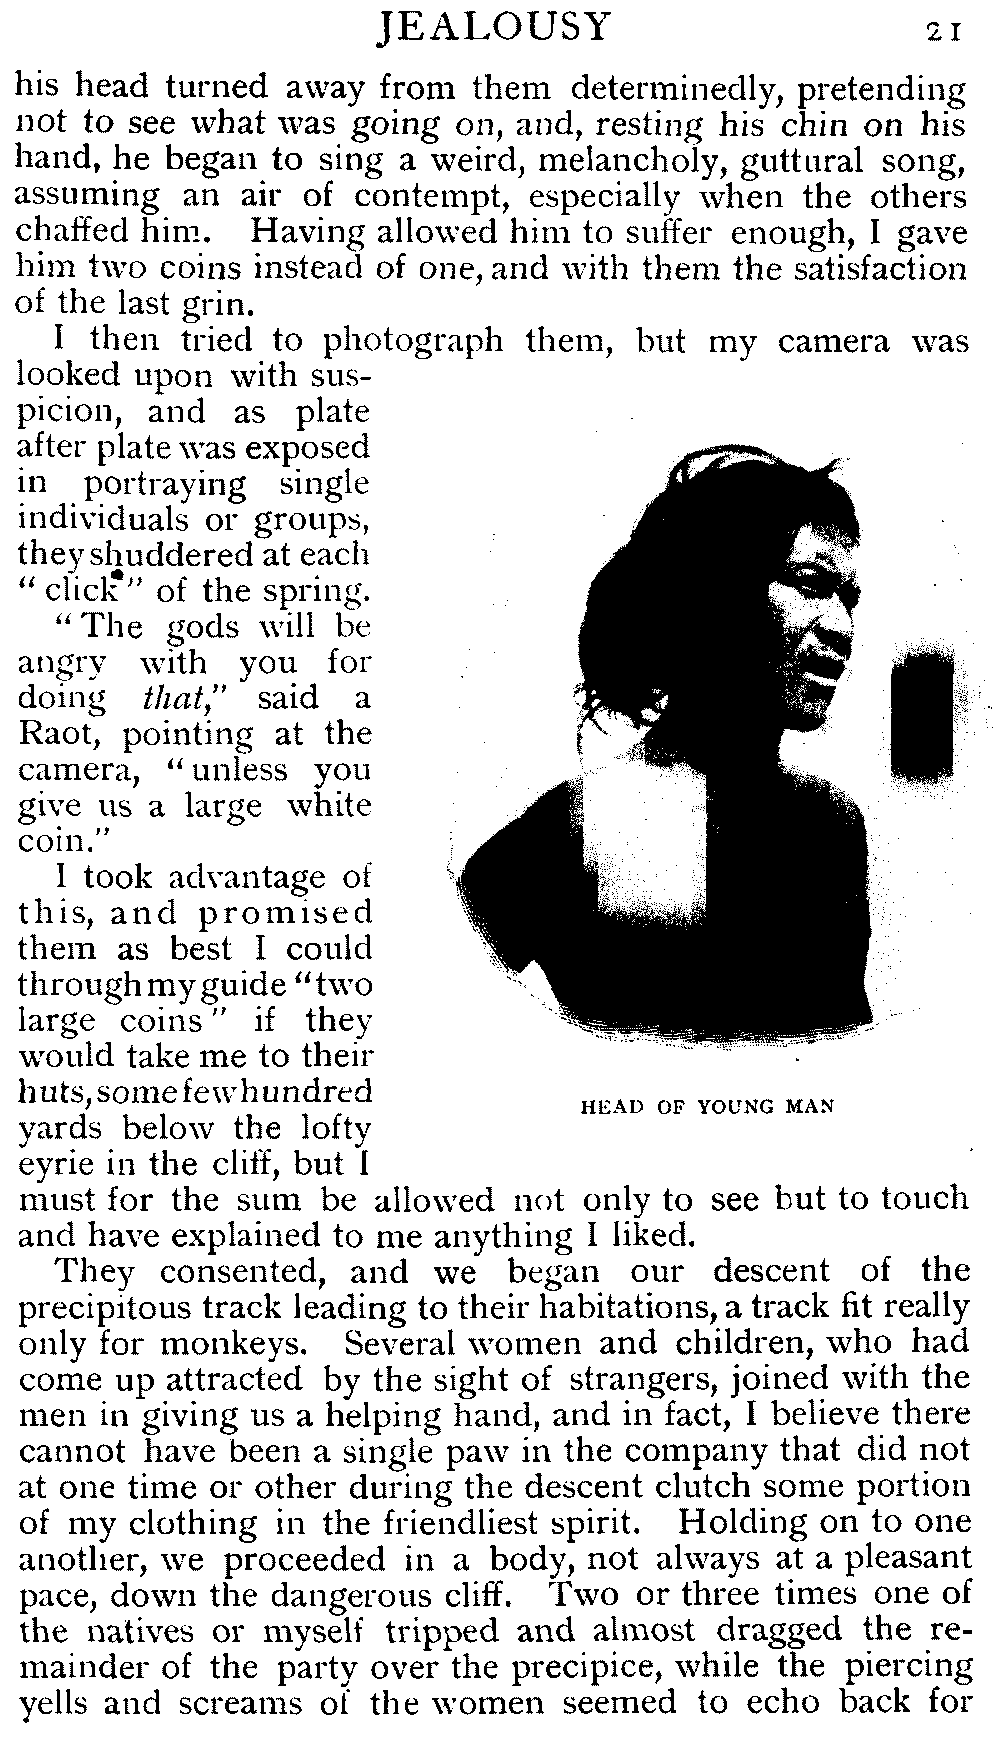 JEALOUSY 21
his head turned away from them determinedly, pretending
not to see what was going on, and, resting his chin on his
hand, he began to sing a weird, melancholy, guttural song,
assuming an air of contempt, especially when the others
chaffed him. Having allowed him to suffer enough, I gave
him two coins instead of one, and with them the satisfaction
of the last grin.
I then tried to photograph them, but my camera was
looked upon with sus-
picion, and as plate
after plate was exposed
in portraying single
individuals or groups,
they shuddered at each
“click” of the spring.
“The gods will be
angry with you for
doing that,” said a
Raot, pointing at the
camera, “unless you
give us a large white
coin.”
I took advantage of
this, and promised
them as best I could
through my guide “two
large coins” if they
would take me to their
huts, some few hundred
yards below the lofty
eyrie in the cliff, but I
must for the sum be allowed not only to see but to touch
and have explained to me anything I liked.
HEAD OF YOUNG MAN
They consented, and we began our descent of the
precipitous track leading to their habitations, a track fit really
only for monkeys. Several women and children, who had
come up attracted by the sight of strangers, joined with the
men in giving us a helping hand, and in fact, I believe there
cannot have been a single paw in the company that did not
at one time or other during the descent clutch some portion
of my clothing in the friendliest spirit. Holding on to one
another, we proceeded in a body, not always at a pleasant
pace, down the dangerous cliff. Two or three times one of
the natives or myself tripped and almost dragged the re-
mainder of the party over the precipice, while the piercing
yells and screams of the women seemed to echo back for